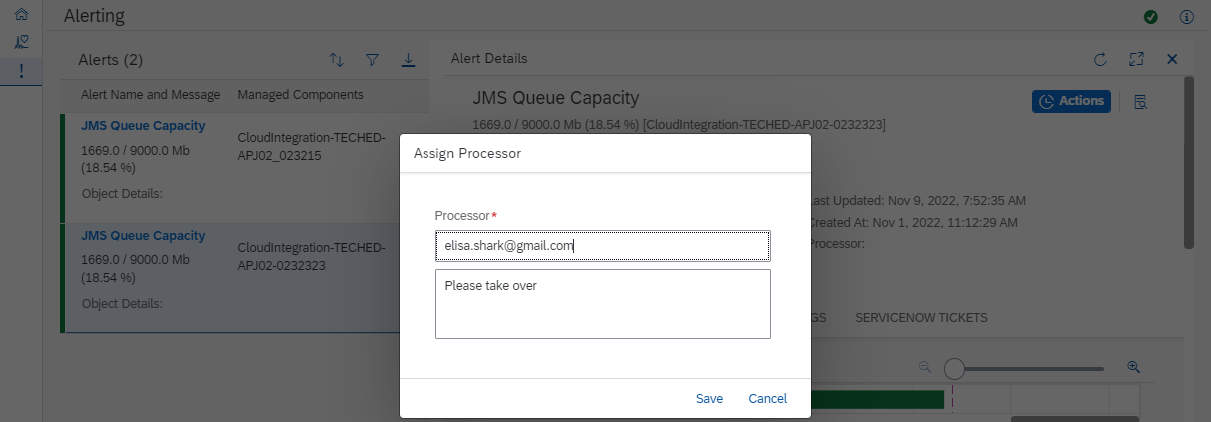 Alerting
Alerts (2)
Alert Name and Message Managed Components
JMS Queue Capacity
1669.0 / 9000.0 Mb
(18.54 %)
Object Details:
CloudIntegration-TECHED-
APJ02_023215
JMS Queue Capacity
1669.0 / 9000.0 Mb
(18.54 %)
Object Details:
CloudIntegration-TECHED-
APJ02-0232323
Alert Details
JMS Queue Capacity
Actions
1669.0 / 9000.0 Mb (18.54 %) [CloudIntegration-TECHED-APJ02-0232323]
Last Updated: Nov 9, 2022, 7:52:35 AM
Created At: Nov 1, 2022, 11:12:29 AM
Processor:
GS SERVICENOW TICKETS
Assign Processor
Processor*
elisa.shark@gmail.com
Please take over
Save Cancel